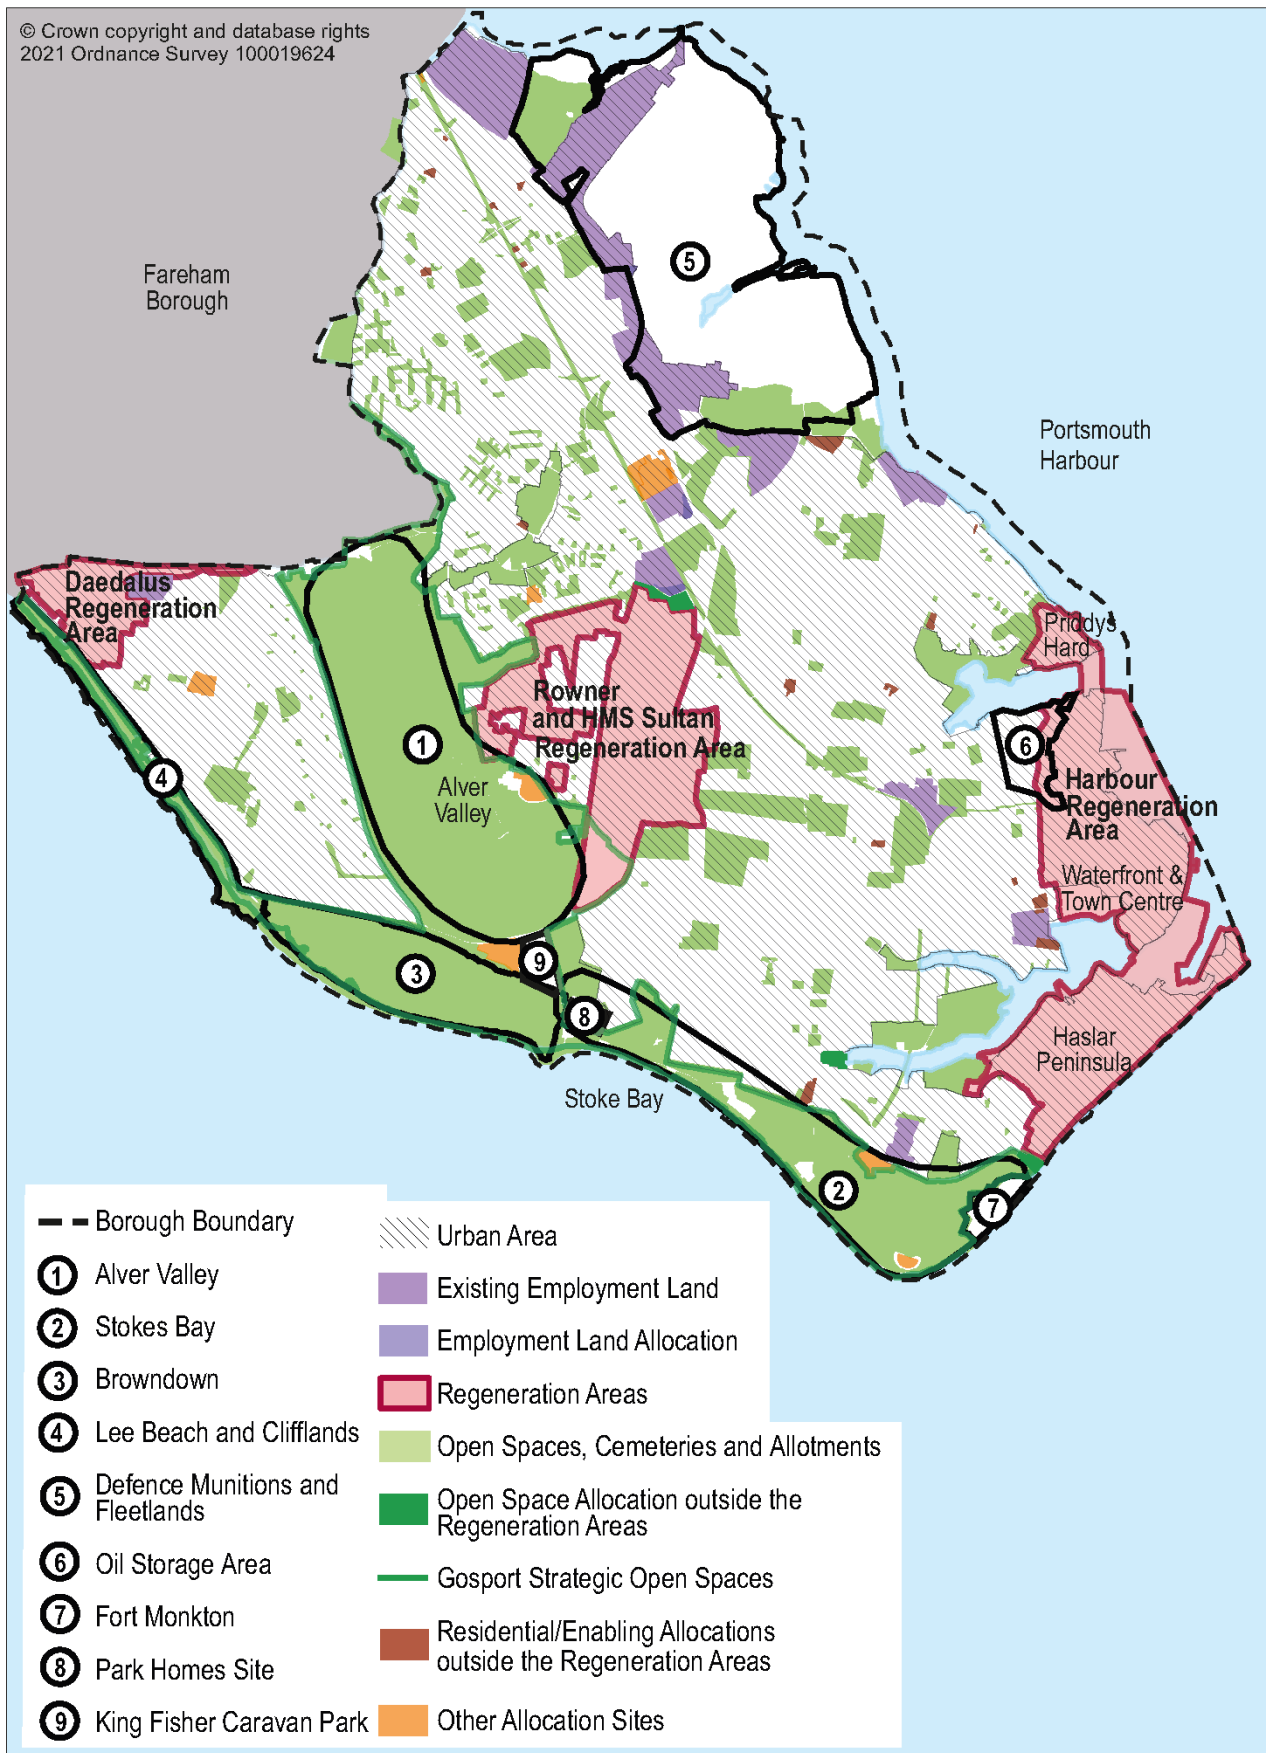 © Crown copyright and database rights
2021 Ordnance Survey 100019624
Fareham
Borough
5
Portsmouth
Harbour
Daedalus
Regeneration
Area
Priddys
Hard
Rowner
and HMS Sultan
Regeneration Area
1
6
4
Alver
Valley
Harbour
Regeneration
Area
Waterfront &
Town Centre
9
3
8
Haslar
Peninsula
Stoke Bay
2
7
Borough Boundary
1 Alver Valley
2 Stokes Bay
3 Browndown
4 Lee Beach and Clifflands
5 Defence Munitions and
Fleetlands
6 Oil Storage Area
7 Fort Monkton
8 Park Homes Site
9 King Fisher Caravan Park
Urban Area
Existing Employment Land
Employment Land Allocation
Regeneration Areas
Open Spaces, Cemeteries and Allotments
Open Space Allocation outside the
Regeneration Areas
Gosport Strategic Open Spaces
Residential/Enabling Allocations
outside the Regeneration Areas
Other Allocation Sites